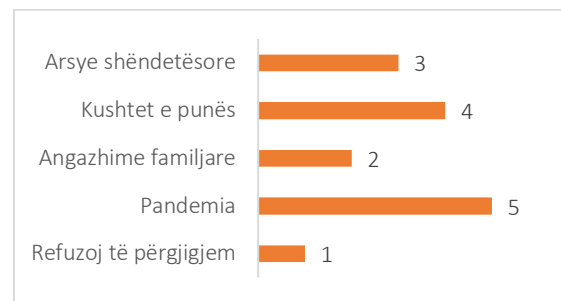 Arsye shëndetësore 3
Kushtet e punës 4
Angazhime familjare 2
Pandemia 5
Refuzoj të përgjigjem 1